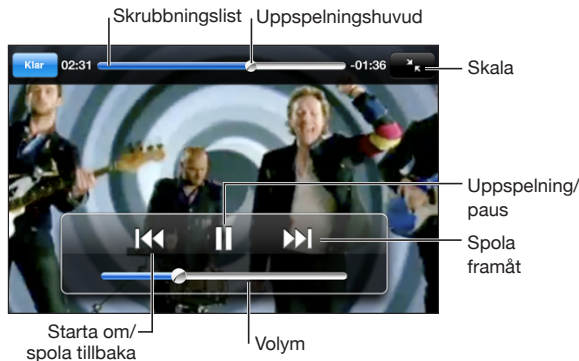 Skrubbningslist
Uppspelningshuvud
Klar
02:31
-01:36
Skala
Uppspelning/
paus
Spola
framåt
Starta om/
spola tillbaka
Volym